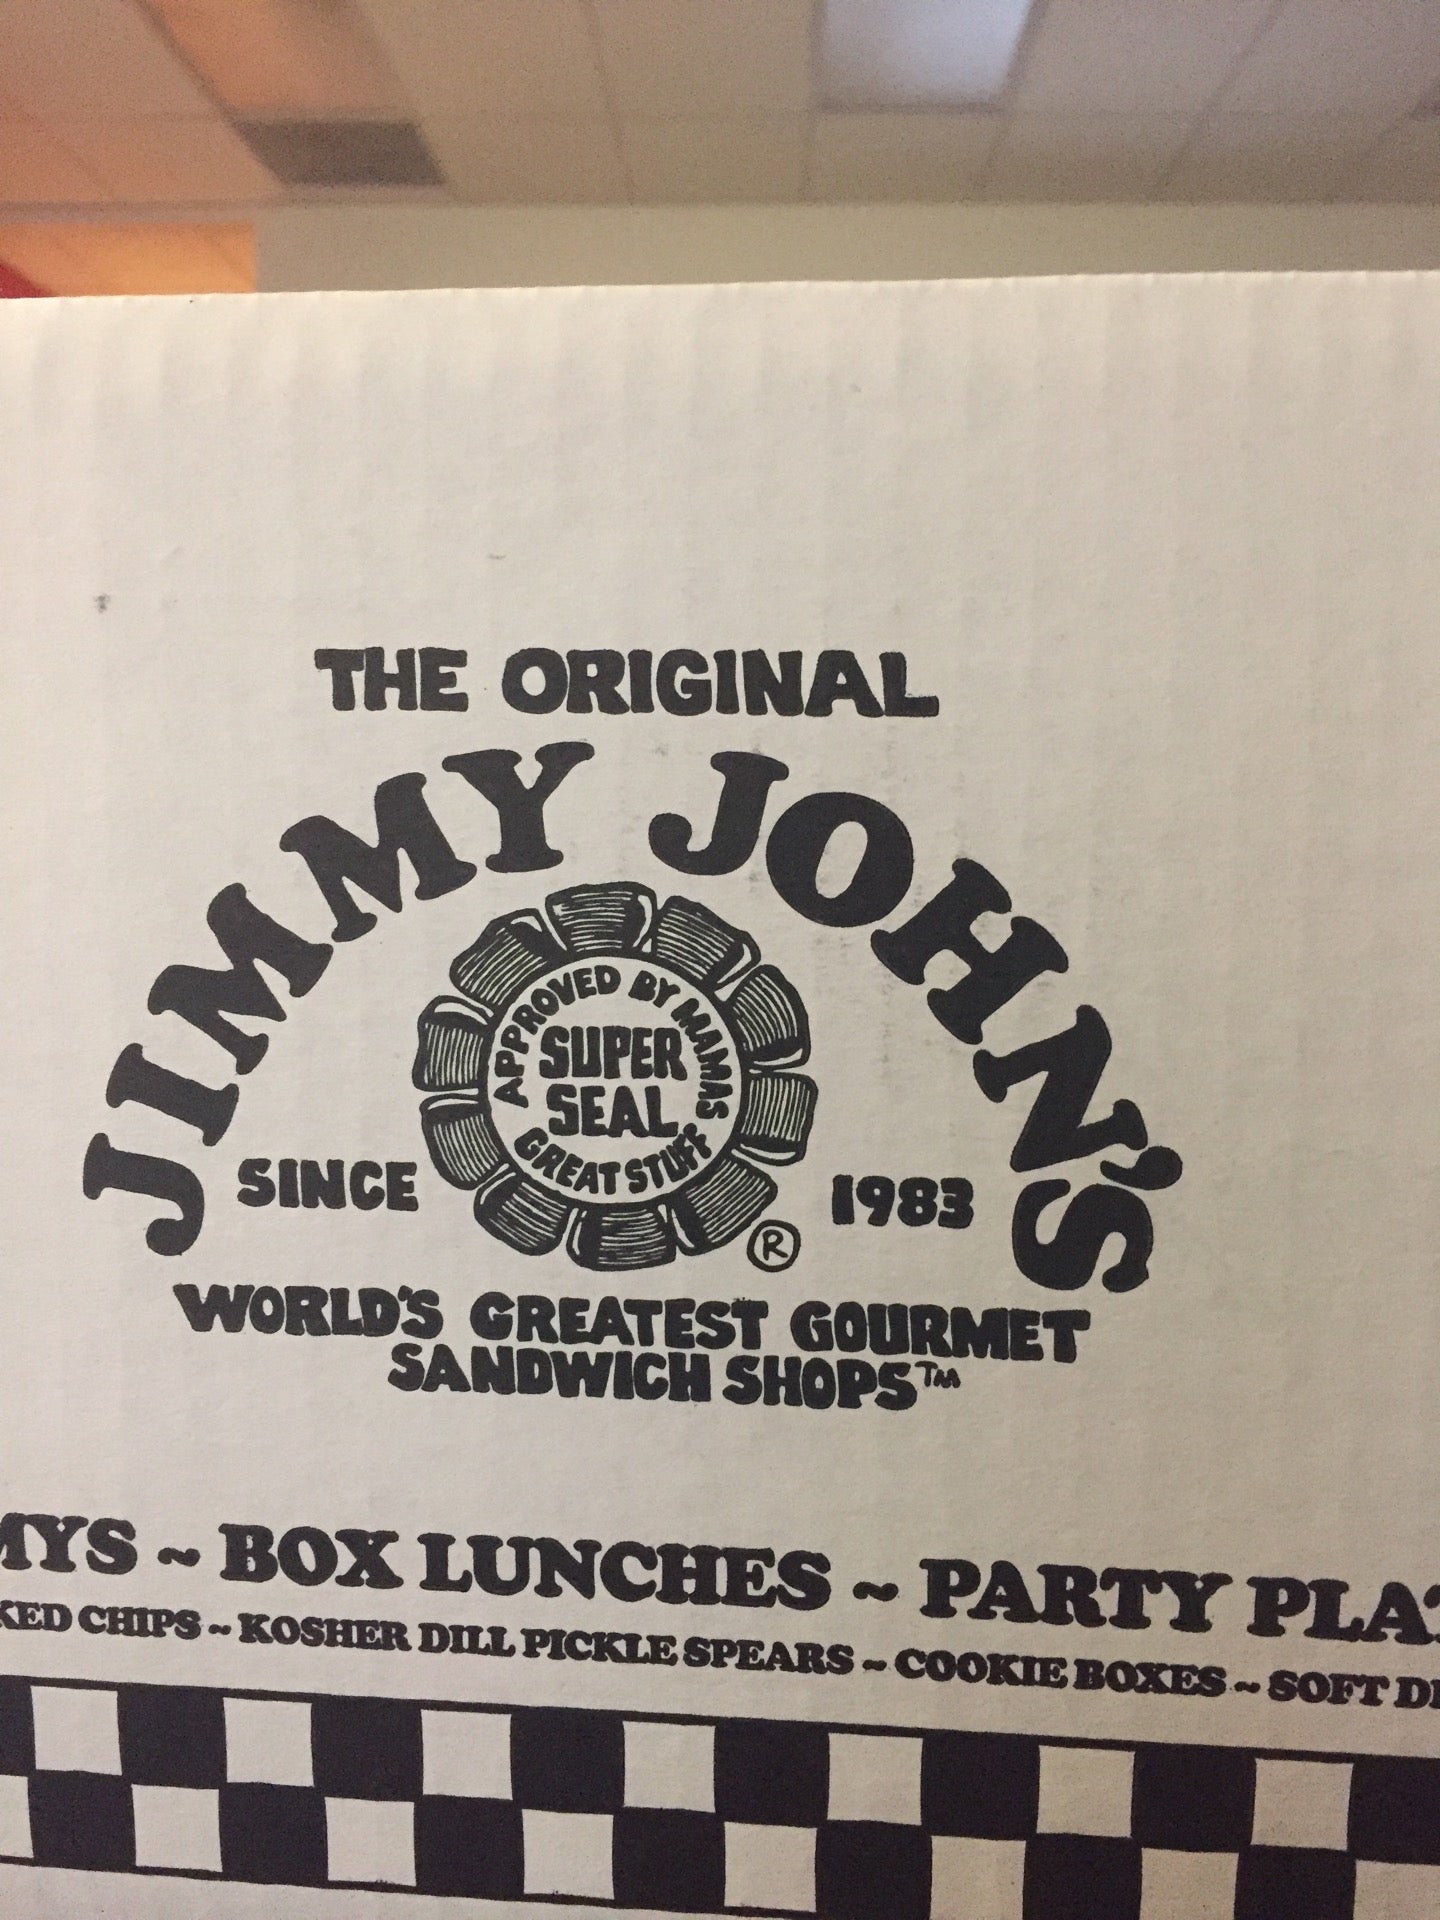 THE ORIGINAL
JIMMY JOHN'S
APPROVED BY MAMAS
SUPER
SEAL
GREAT STUFF
SINCE 1983
®
WORLD'S GREATEST GOURMET
SANDWICH SHOPS™
MYS ~ BOX LUNCHES ~ PARTY PLA
KED CHIPS ~ KOSHER DILL PICKLE SPEARS ~ COOKIE BOXES ~ SOFT D